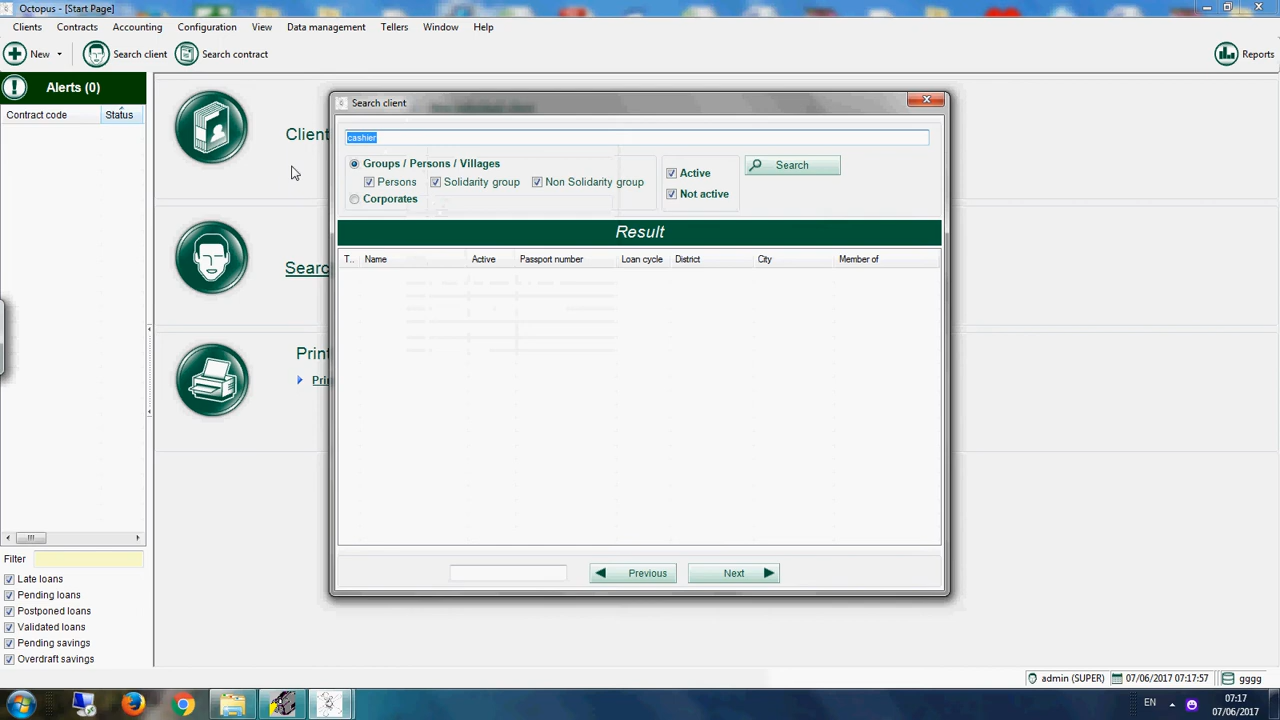 Octopus - [Start Page]
Clients Contracts Accounting Configuration View Data management Tellers Window Help
New Search client Search contract Reports
Alerts (0)
Contract code Status
Clien
Search
Prin
Prin
Search client
cashier
Groups / Persons / Villages
Persons Solidarity group Non Solidarity group
Corporates
Active
Not active
Search
Result
T.. Name Active Passport number Loan cycle District City Member of
Previous Next
Filter
Late loans
Pending loans
Postponed loans
Validated loans
Pending savings
Overdraft savings
admin (SUPER) 07/06/2017 07:17:57 gggg
EN 07:17
07/06/2017